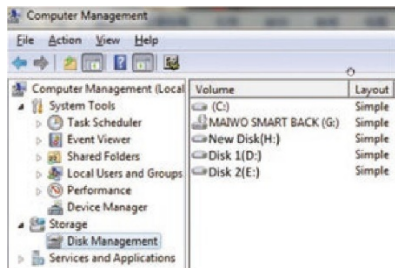 Computer Management
File Action View Help
Computer Management (Local
System Tools
Task Scheduler
Event Viewer
Shared Folders
Local Users and Groups
Performance
Device Manager
Storage
Disk Management
Services and Applications
Volume Layout
(C:) Simple
MAIWO SMART BACK (G:) Simple
New Disk(H:) Simple
Disk 1(D:) Simple
Disk 2(E:) Simple